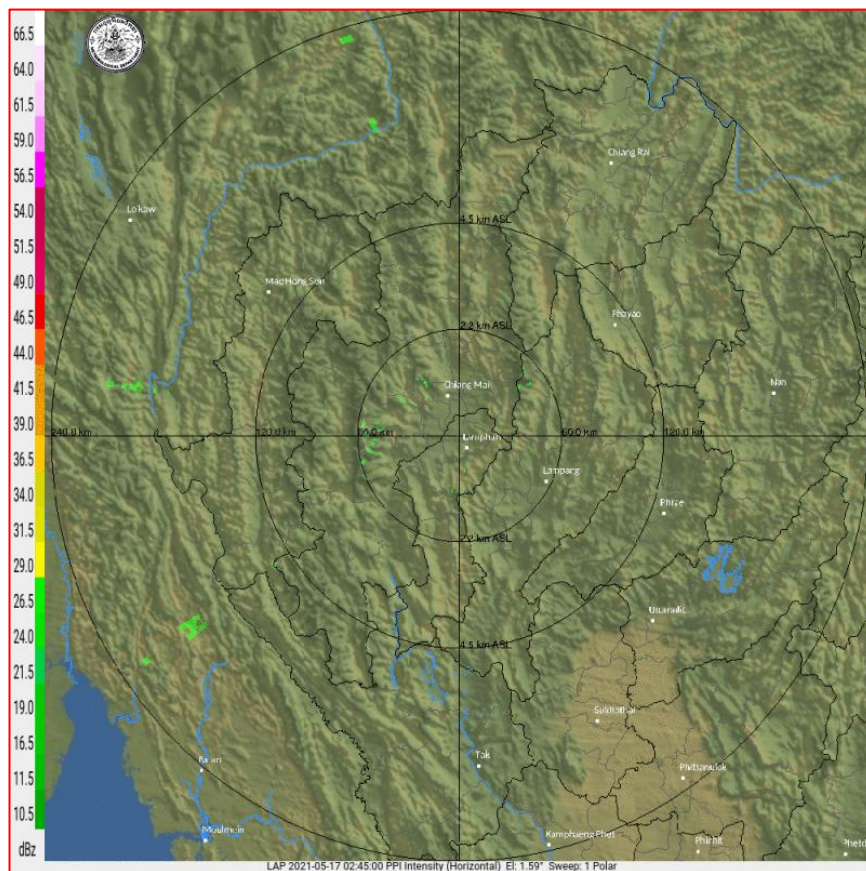 66.5
64.0
61.5
59.0
56.5
54.0
51.5
49.0
46.5
44.0
41.5
39.0
36.5
34.0
31.5
29.0
26.5
24.0
21.5
19.0
16.5
11.5
10.5
dBz
Chiang Rai
Loikaw
4.5 km ASL
Mae Hong Son
Phayao
2.2 km ASL
Chiang Mai
Nan
240.0 km
120.0 km
60.0 km
60.0 km
120.0 km
Lamphun
Lampang
Phrae
2.2 km ASL
Uttaradit
4.5 km ASL
Sukhothai
Tak
Pa-an
Phitsanulok
Moulmein
Kamphaeng Phet
Phichit
LAP 2021-05-17 02:45:00 PPI Intensity (Horizontal) El: 1.59° Sweep: 1 Polar